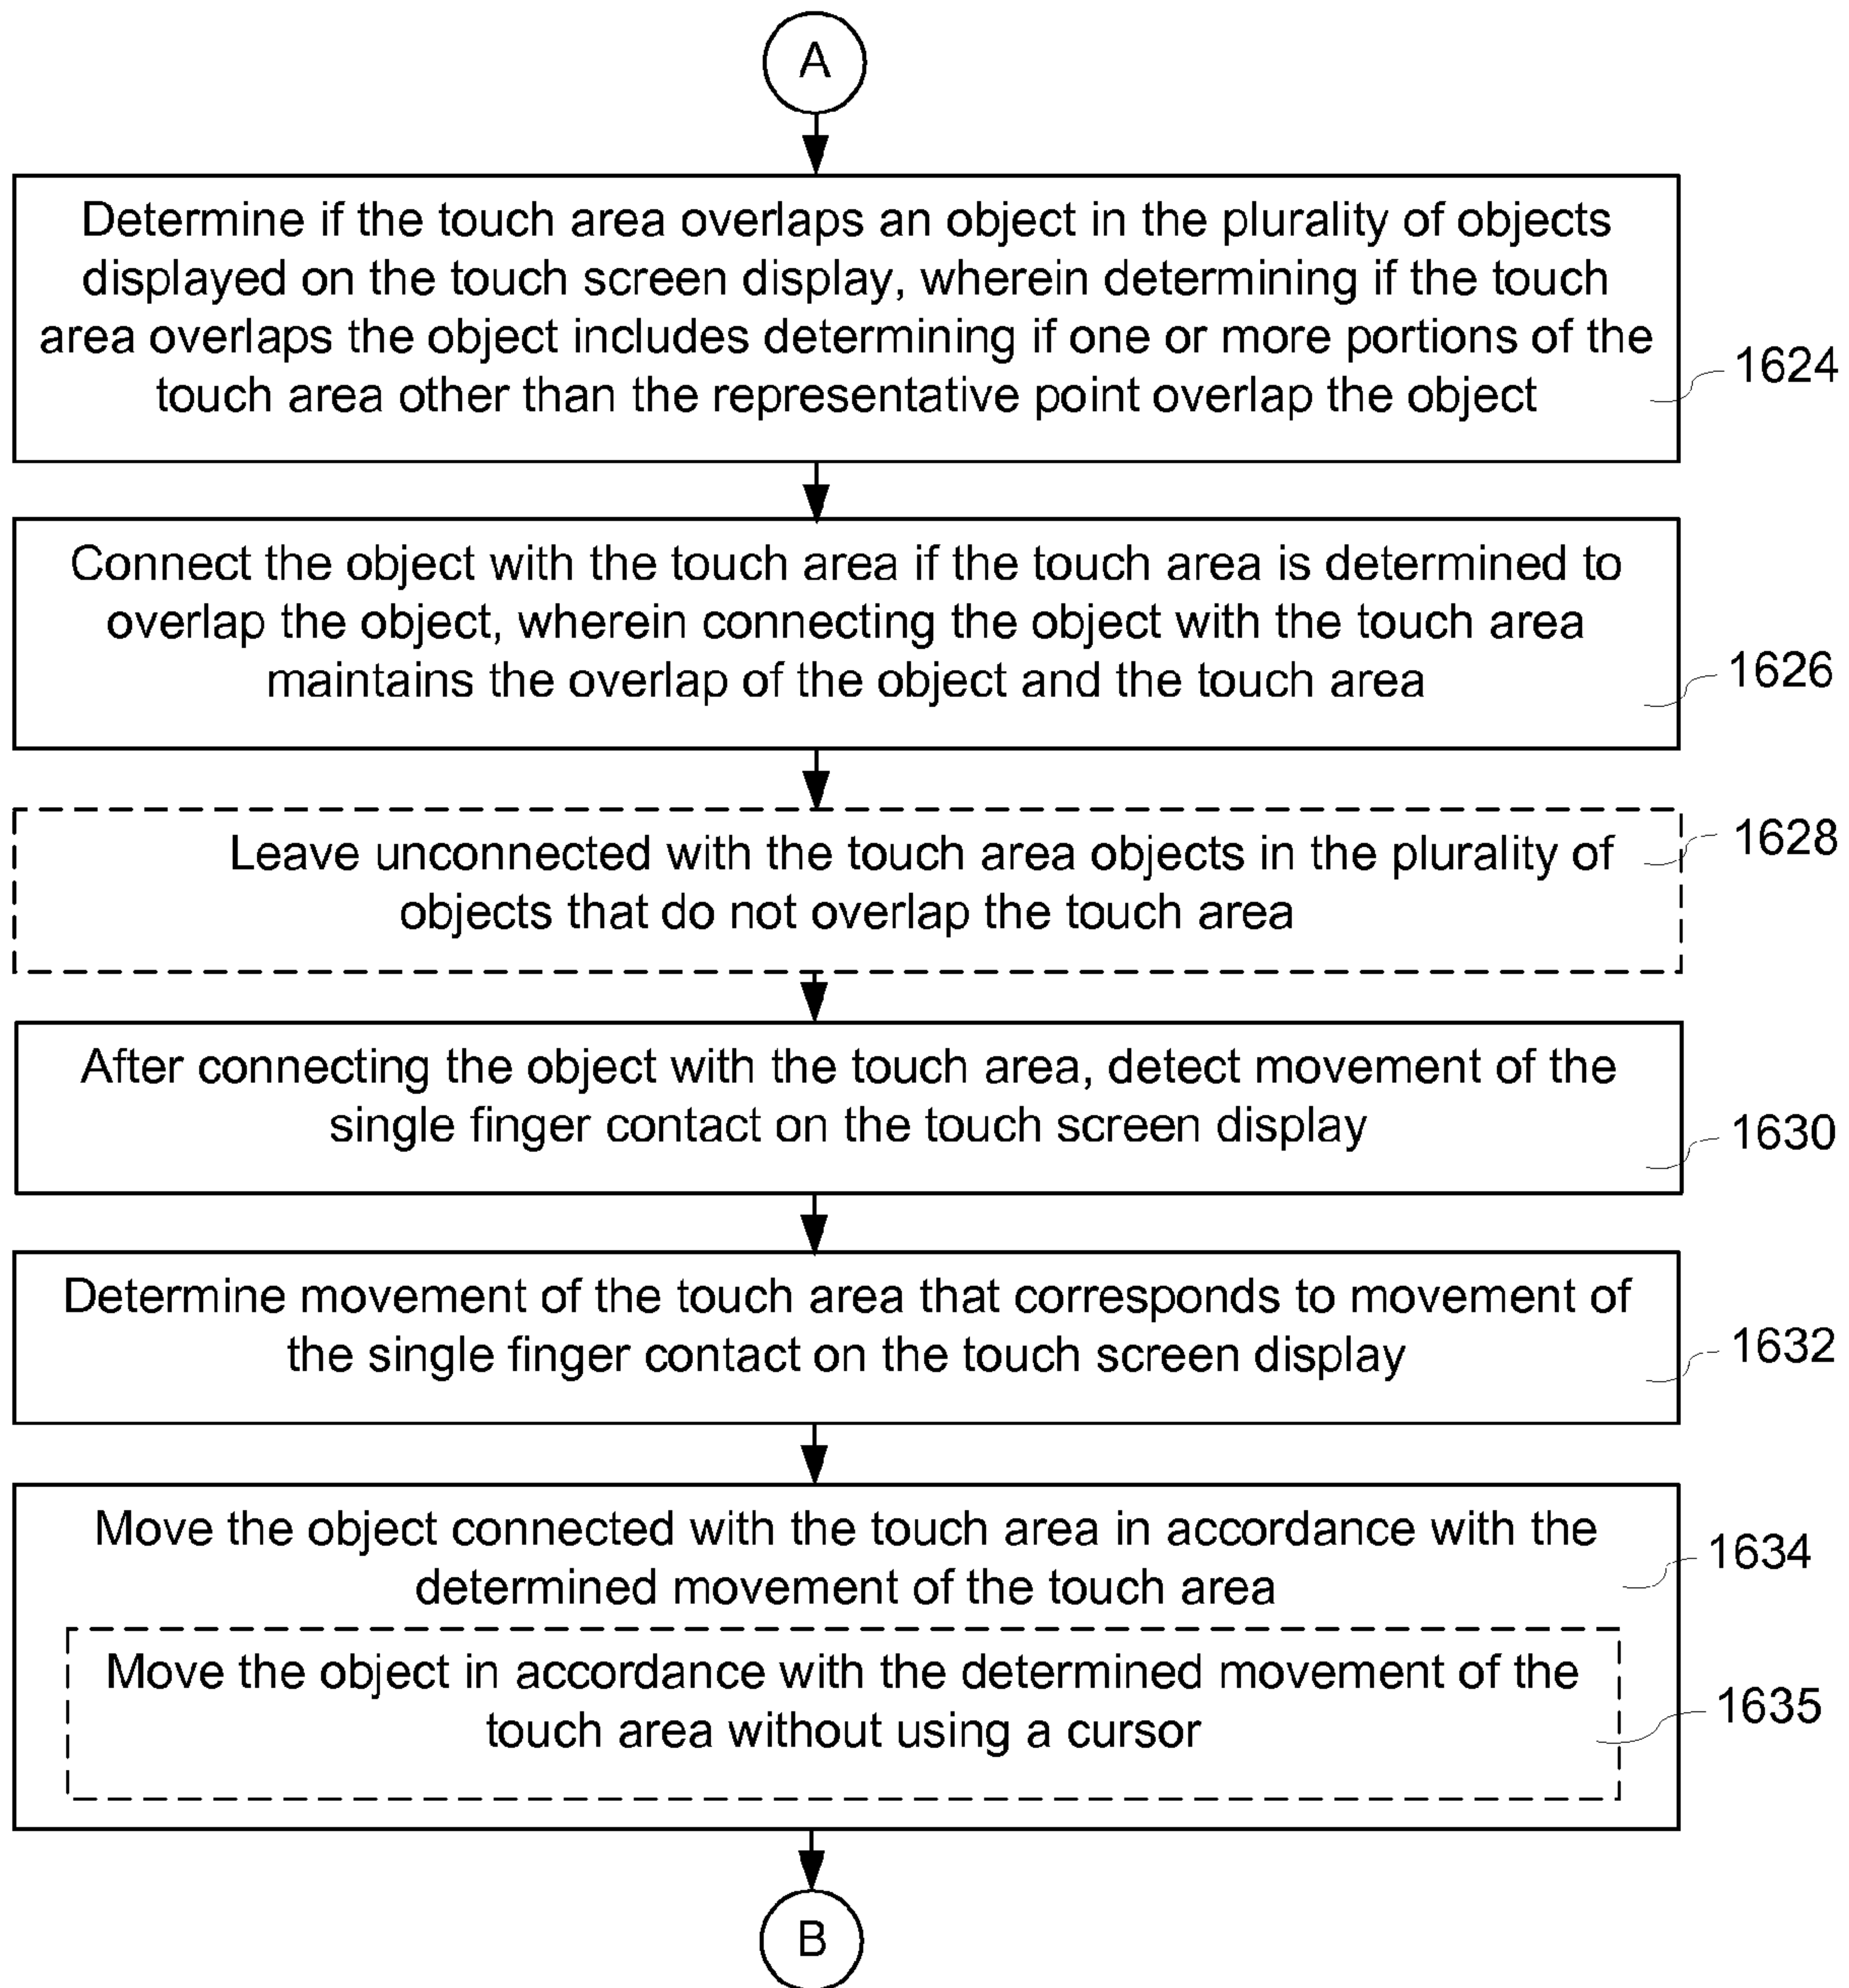 A
Determine if the touch area overlaps an object in the plurality of objects
displayed on the touch screen display, wherein determining if the touch
area overlaps the object includes determining if one or more portions of the
touch area other than the representative point overlap the object
1624
Connect the object with the touch area if the touch area is determined to
overlap the object, wherein connecting the object with the touch area
maintains the overlap of the object and the touch area
1626
Leave unconnected with the touch area objects in the plurality of
objects that do not overlap the touch area
1628
After connecting the object with the touch area, detect movement of the
single finger contact on the touch screen display
1630
Determine movement of the touch area that corresponds to movement of
the single finger contact on the touch screen display
1632
Move the object connected with the touch area in accordance with the
determined movement of the touch area
1634
Move the object in accordance with the determined movement of the
touch area without using a cursor
1635
B